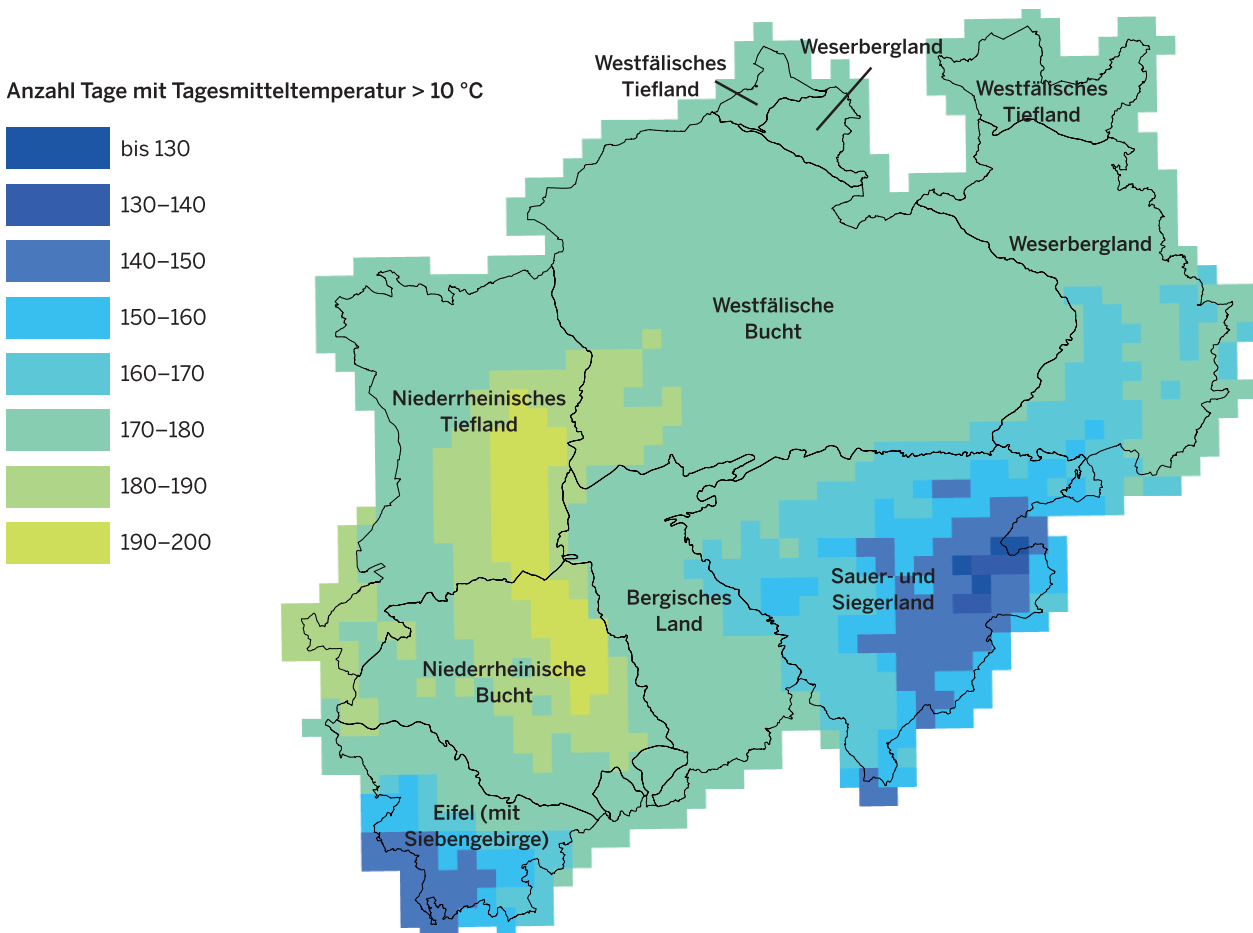 Anzahl Tage mit Tagesmitteltemperatur > 10 °C
bis 130
130–140
140–150
150–160
160–170
170–180
180–190
190–200
Westfälisches
Tiefland
Weserbergland
Westfälisches
Tiefland
Weserbergland
Westfälische
Bucht
Niederrheinisches
Tiefland
Sauer- und
Siegerland
Bergisches
Land
Niederrheinische
Bucht
Eifel (mit
Siebengebirge)